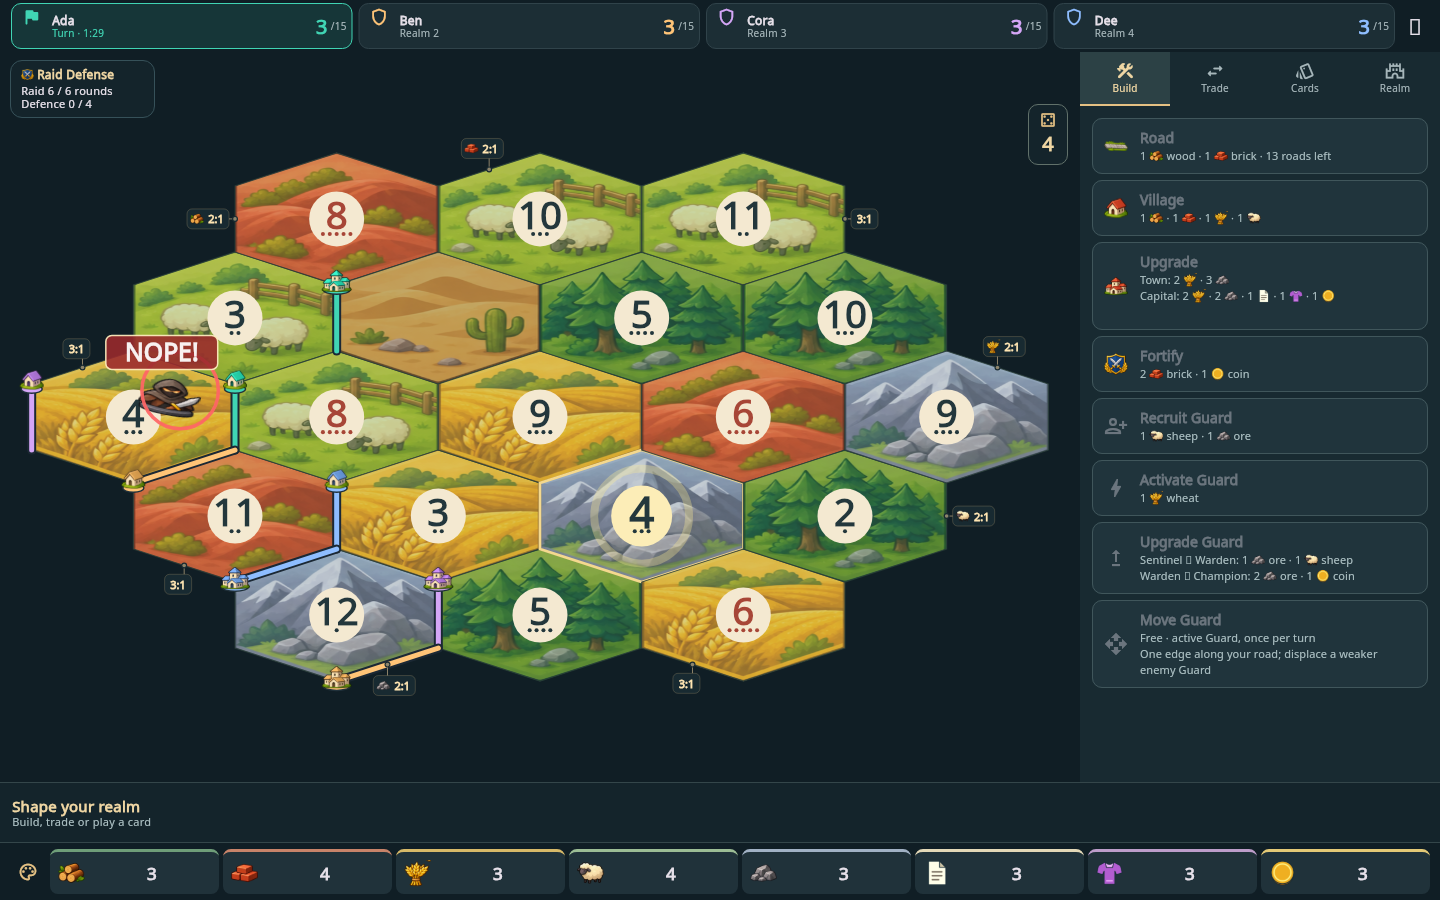 Ada
Turn · 1:29
3 /15
Ben
Realm 2
3 /15
Cora
Realm 3
3 /15
Dee
Realm 4
3 /15
Raid Defense
Raid 6 / 6 rounds
Defence 0 / 4
4
Build
Trade
Cards
Realm
Road
1 wood · 1 brick · 13 roads left
Village
1 · 1 · 1 · 1
Upgrade
Town: 2 · 3
Capital: 2 · 2 · 1 · 1 · 1
Fortify
2 brick · 1 coin
Recruit Guard
1 sheep · 1 ore
Activate Guard
1 wheat
Upgrade Guard
Sentinel ▯ Warden: 1 ore · 1 sheep
Warden ▯ Champion: 2 ore · 1 coin
Move Guard
Free · active Guard, once per turn
One edge along your road; displace a weaker
enemy Guard
2:1
2:1
8
10
11
3:1
3
5
10
3:1
NOPE!
2:1
4
8
9
6
9
11
3
4
2
2:1
3:1
12
5
6
2:1
3:1
Shape your realm
Build, trade or play a card
3
4
3
4
3
3
3
3